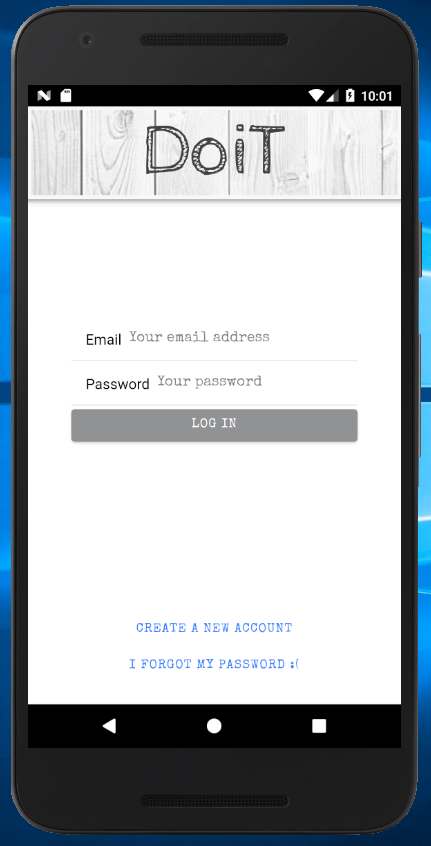 10:01
DoiT
Email Your email address
Password Your password
LOG IN
CREATE A NEW ACCOUNT
I FORGOT MY PASSWORD :(